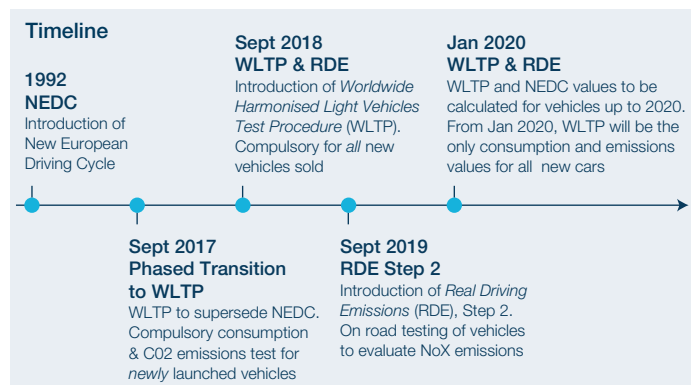 Timeline
1992
NEDC
Introduction of
New European
Driving Cycle
Sept 2017
Phased Transition
to WLTP
WLTP to supersede NEDC.
Compulsory consumption
& C02 emissions test for
newly launched vehicles
Sept 2018
WLTP & RDE
Introduction of Worldwide
Harmonised Light Vehicles
Test Procedure (WLTP).
Compulsory for all new
vehicles sold
Sept 2019
RDE Step 2
Introduction of Real Driving
Emissions (RDE), Step 2.
On road testing of vehicles
to evaluate NoX emissions
Jan 2020
WLTP & RDE
WLTP and NEDC values to be
calculated for vehicles up to 2020.
From Jan 2020, WLTP will be the
only consumption and emissions
values for all  new cars